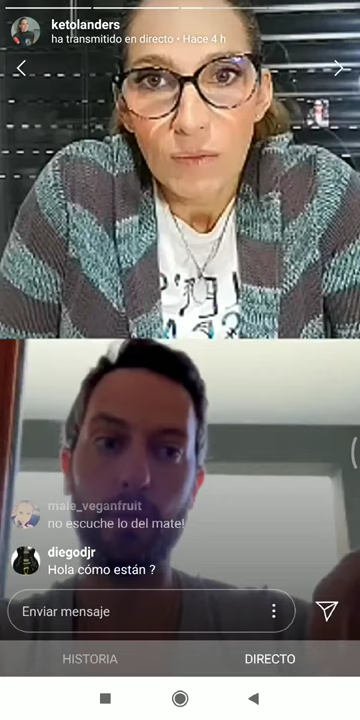 ketolanders
ha transmitido en directo • Hace 4 h
male_veganfruit
no escuche lo del mate!
diegodjr
Hola cómo están ?
Enviar mensaje
HISTORIA
DIRECTO